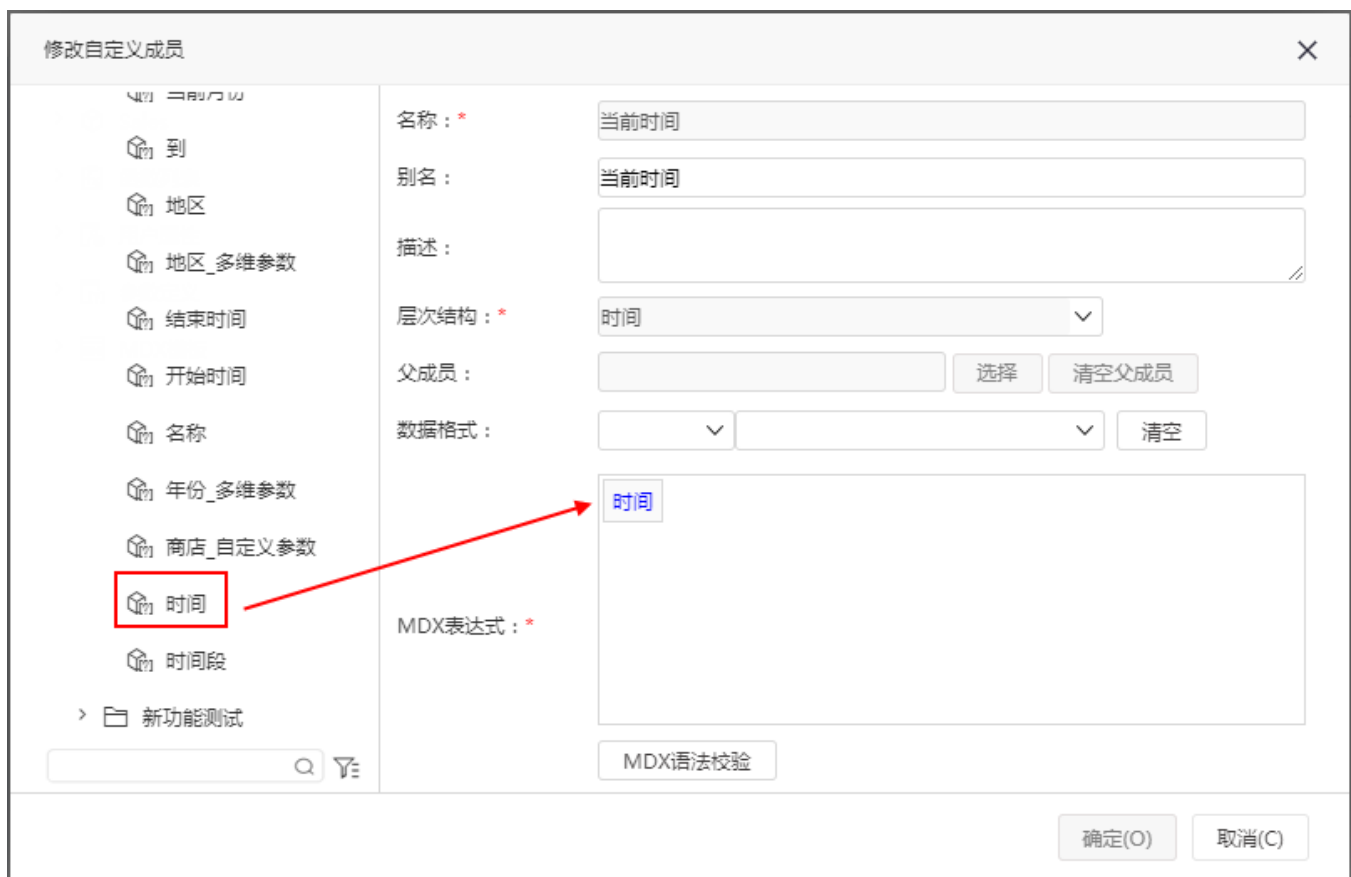 修改自定义成员
当前月份
到
地区
地区_多维参数
结束时间
开始时间
名称
年份_多维参数
商店_自定义参数
时间
时间段
新功能测试
名称：* 当前时间
别名： 当前时间
描述：
层次结构：* 时间
父成员： 选择 清空父成员
数据格式： 清空
时间
MDX表达式：*
MDX语法校验
确定(O) 取消(C)